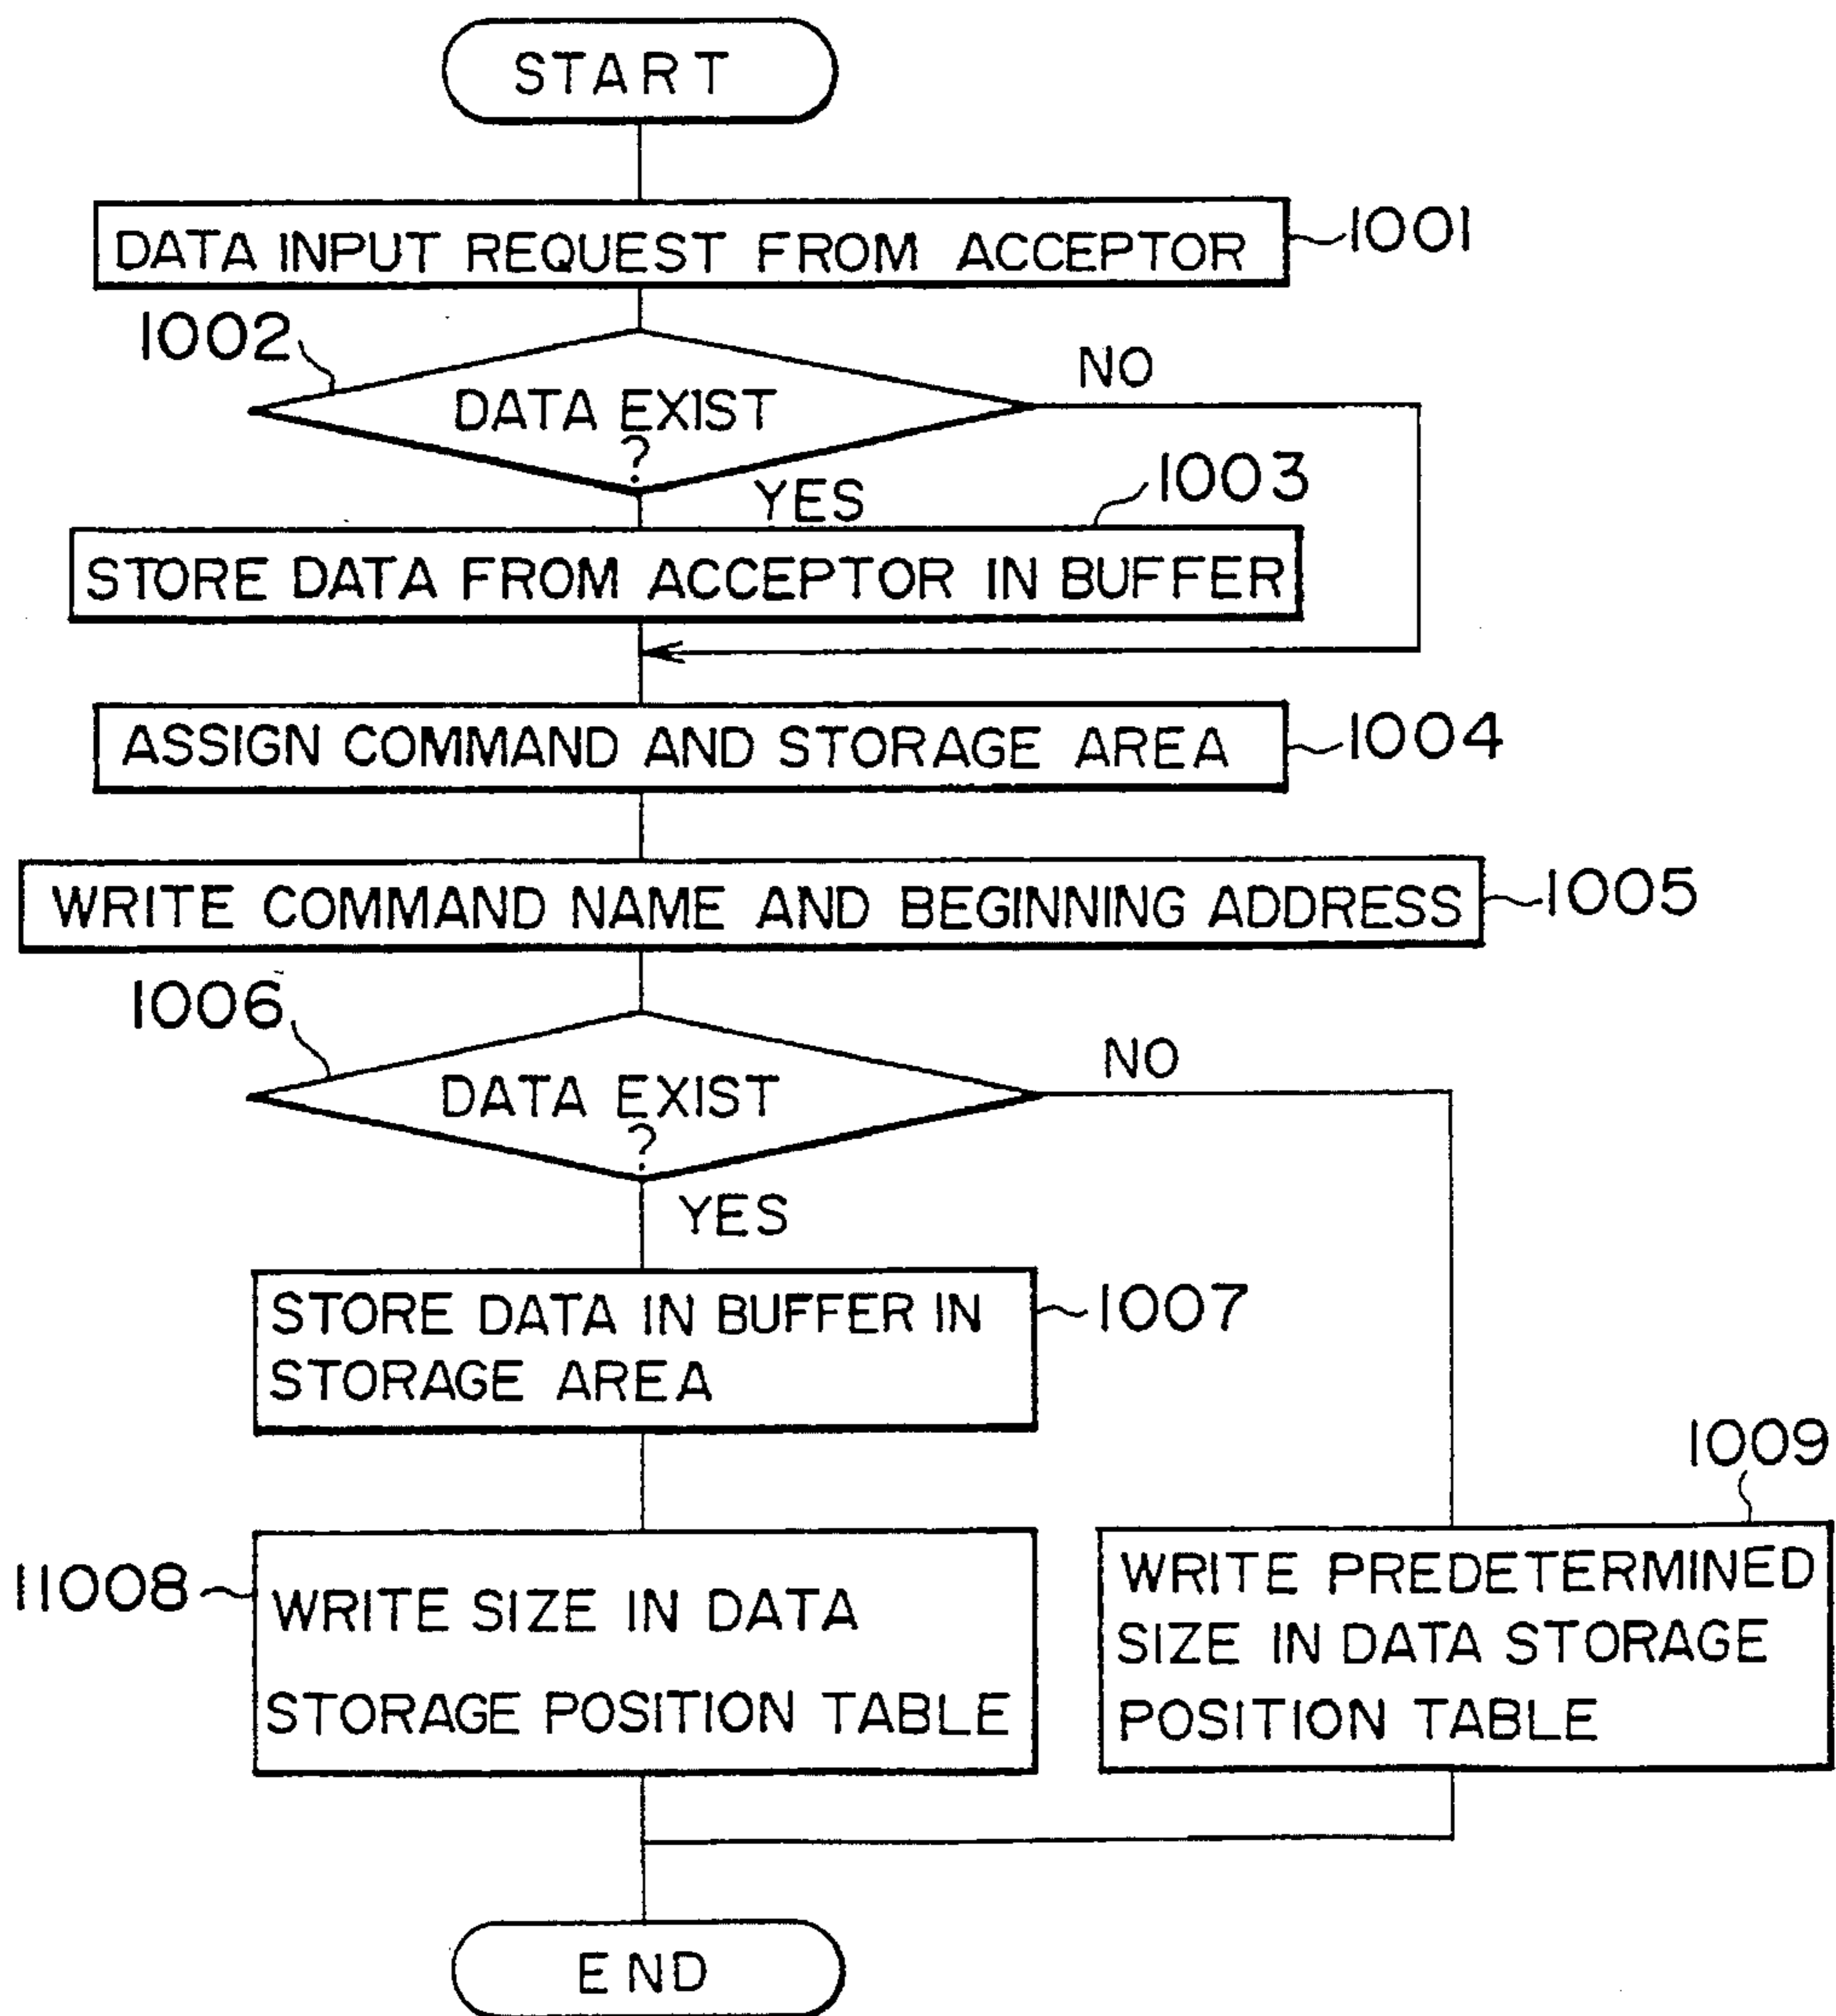 START
DATA INPUT REQUEST FROM ACCEPTOR
1001
1002
DATA EXIST
?
NO
YES
1003
STORE DATA FROM ACCEPTOR IN BUFFER
ASSIGN COMMAND AND STORAGE AREA
1004
WRITE COMMAND NAME AND BEGINNING ADDRESS
1005
1006
DATA EXIST
?
NO
YES
STORE DATA IN BUFFER IN
STORAGE AREA
1007
1009
11008
WRITE SIZE IN DATA
STORAGE POSITION TABLE
WRITE PREDETERMINED
SIZE IN DATA STORAGE
POSITION TABLE
END